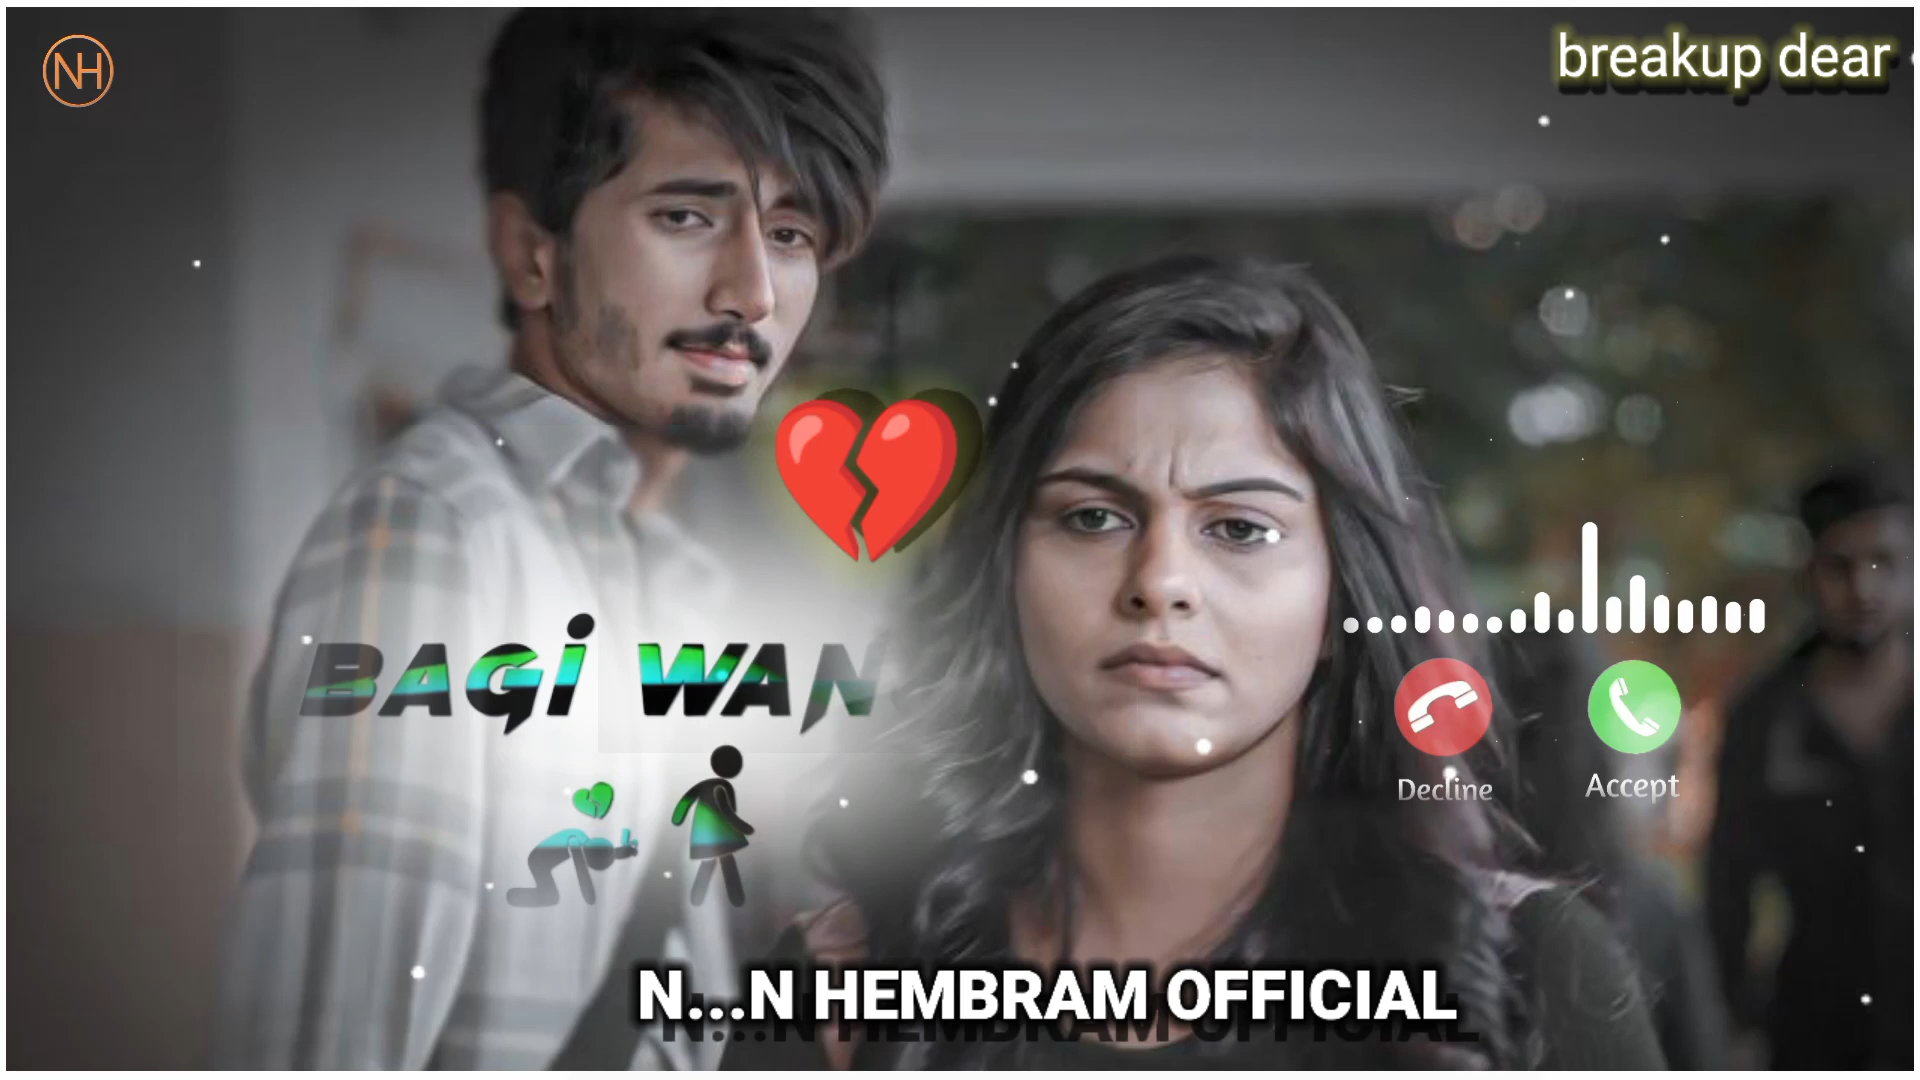 NH
breakup dear
BAGi WAN
Decline
Accept
N...N HEMBRAM OFFICIAL